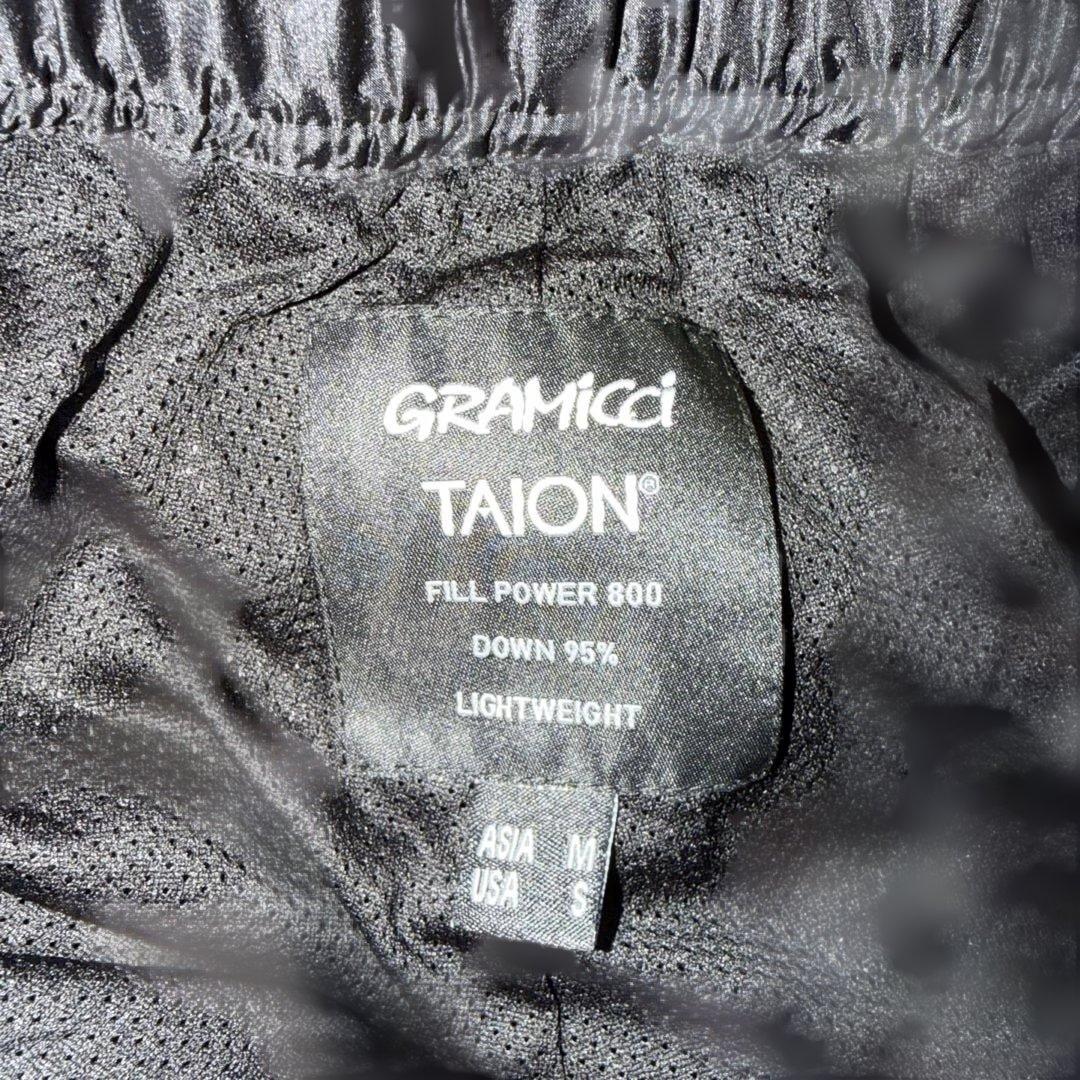 GRAMiCCi
TAION®
FILL POWER 800
DOWN 95%
LIGHTWEIGHT
ASIA M
USA S